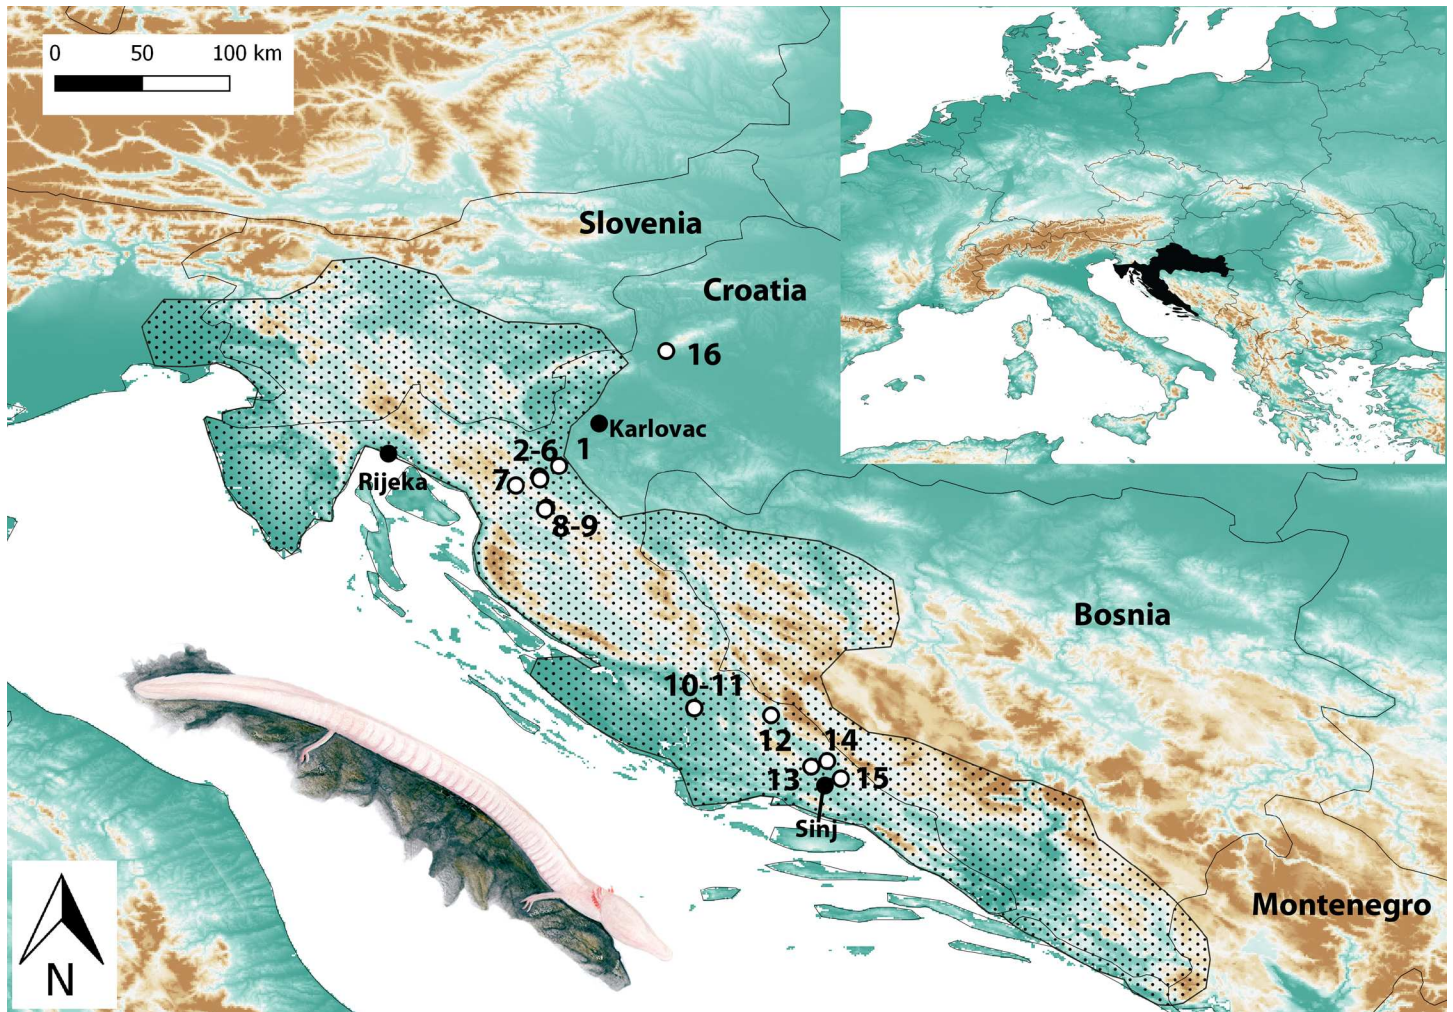 0 50 100 km
Slovenia
Croatia
16
Karlovac
2-6 1
Rijeka
7
8-9
Bosnia
10-11
12 14
13 15
Sinj
Montenegro
N